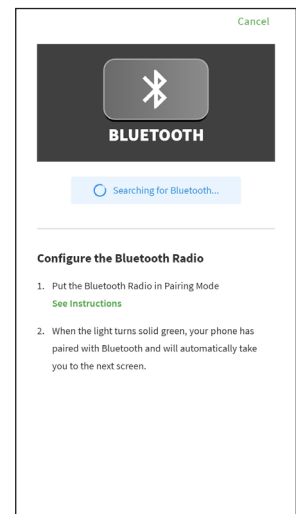 Cancel
BLUETOOTH
Searching for Bluetooth...
Configure the Bluetooth Radio
1. Put the Bluetooth Radio in Pairing Mode
See Instructions
2. When the light turns solid green, your phone has
paired with Bluetooth and will automatically take
you to the next screen.